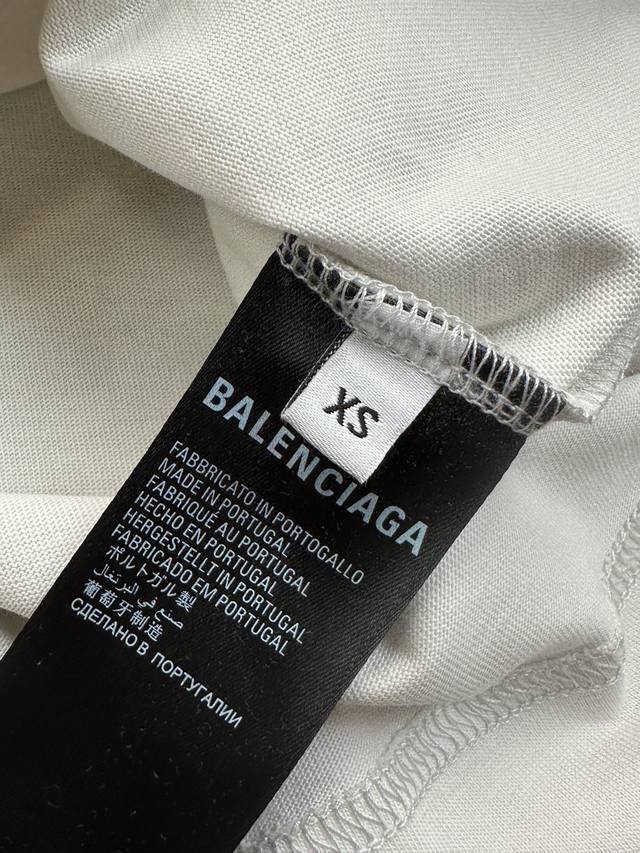 XS
BALENCIAGA
FABBRICATO IN PORTOGALLO
MADE IN PORTUGAL
FABRIQUE AU PORTUGAL
HECHO EN PORTUGAL
HERGESTELLT IN PORTUGAL
FABRICADO EM PORTUGAL
ポルトガル製
صنع في البرتغال
葡萄牙制造
СДЕЛАНО В ПОРТУГАЛИИ